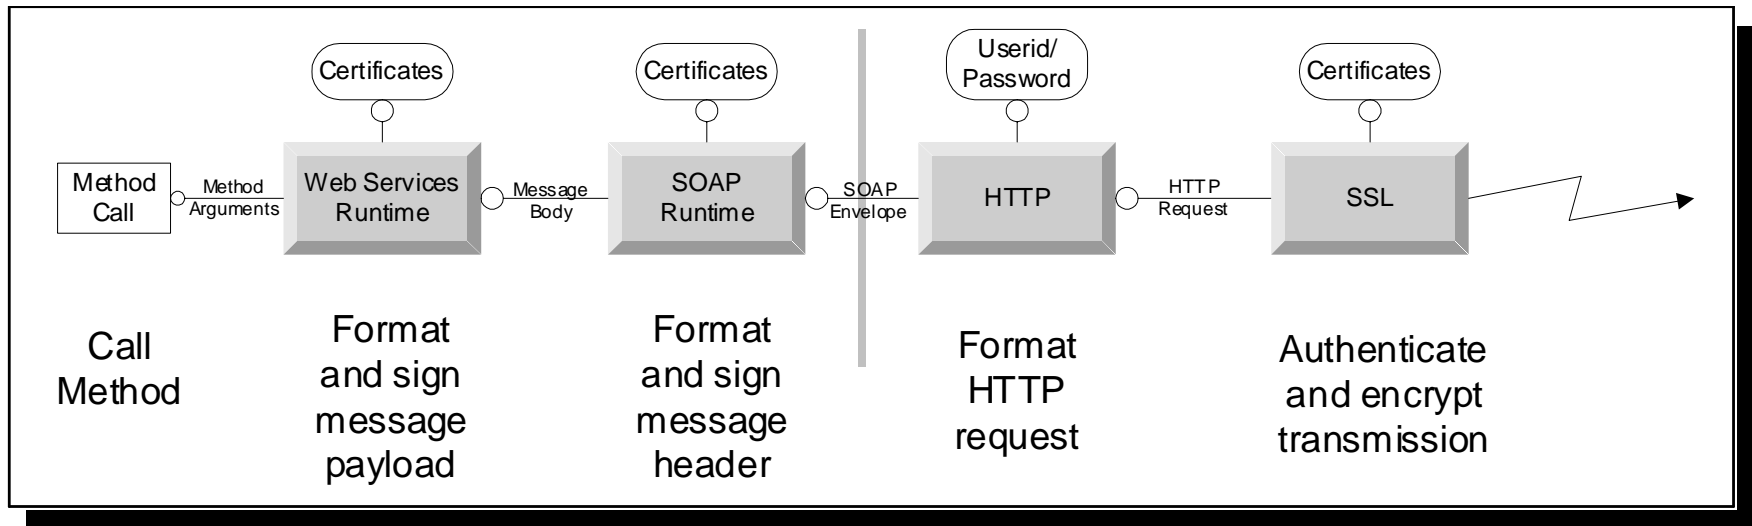 Certificates
Certificates
Userid/
Password
Certificates
Method
Call
Method
Arguments
Web Services
Runtime
Message
Body
SOAP
Runtime
SOAP
Envelope
HTTP
HTTP
Request
SSL
Call
Method
Format
and sign
message
payload
Format
and sign
message
header
Format
HTTP
request
Authenticate
and encrypt
transmission